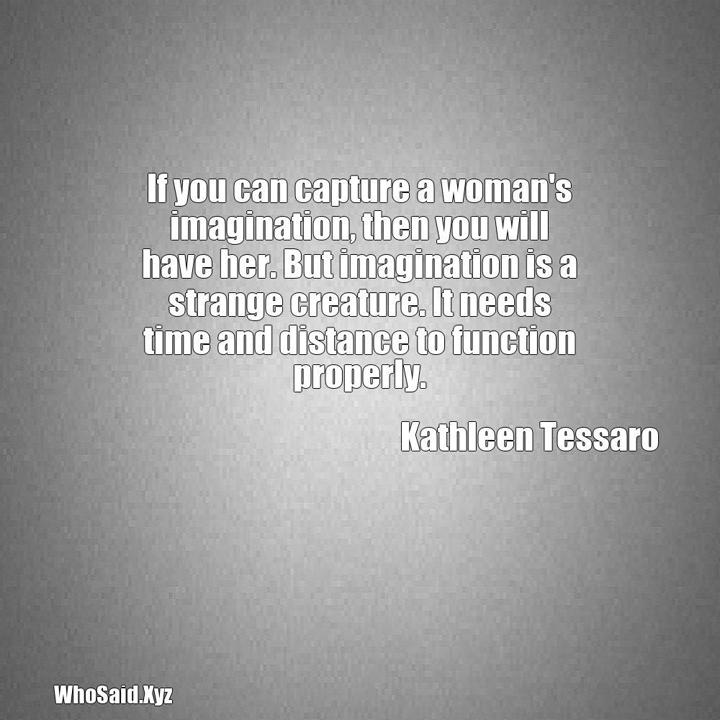 If you can capture a woman's
imagination, then you will
have her. But imagination is a
strange creature. It needs
time and distance to function
properly.
Kathleen Tessaro
WhoSaid.Xyz